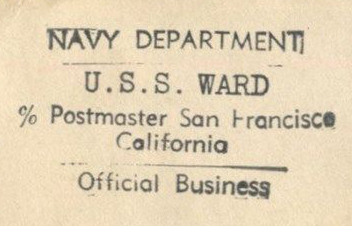 NAVY DEPARTMENT
U.S.S. WARD
% Postmaster San Francisco
California
Official Business